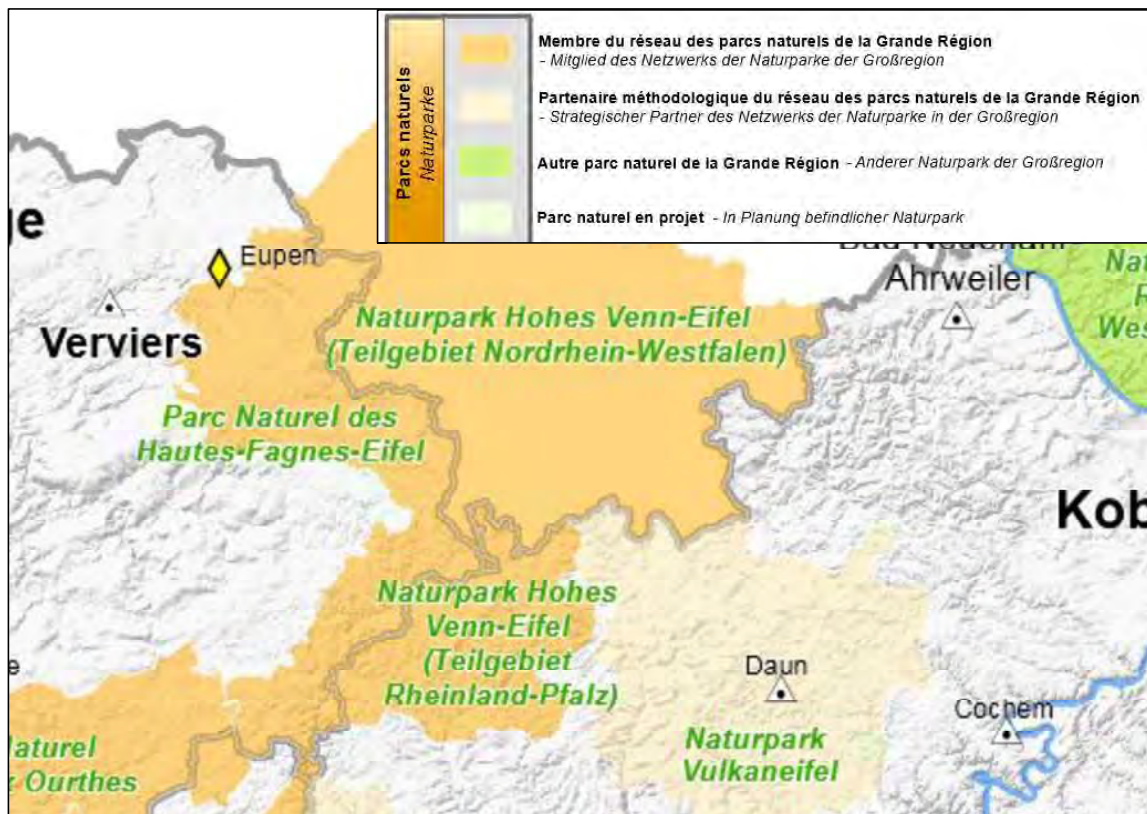 Parcs naturels
Naturparke
Membre du réseau des parcs naturels de la Grande Région
- Mitglied des Netzwerks der Naturparke der Großregion
Partenaire méthodologique du réseau des parcs naturels de la Grande Région
- Strategischer Partner des Netzwerks der Naturparke in der Großregion
Autre parc naturel de la Grande Région - Anderer Naturpark der Großregion
Parc naturel en projet - In Planung befindlicher Naturpark
ge
Eupen
Verviers
Ahrweiler
Naturpark Hohes Venn-Eifel
(Teilgebiet Nordrhein-Westfalen)
Parc Naturel des
Hautes-Fagnes-Eifel
Kob
Naturpark Hohes
Venn-Eifel
(Teilgebiet
Rheinland-Pfalz)
Daun
Cochem
Naturpark
Vulkaneifel
aturel
Ourthes